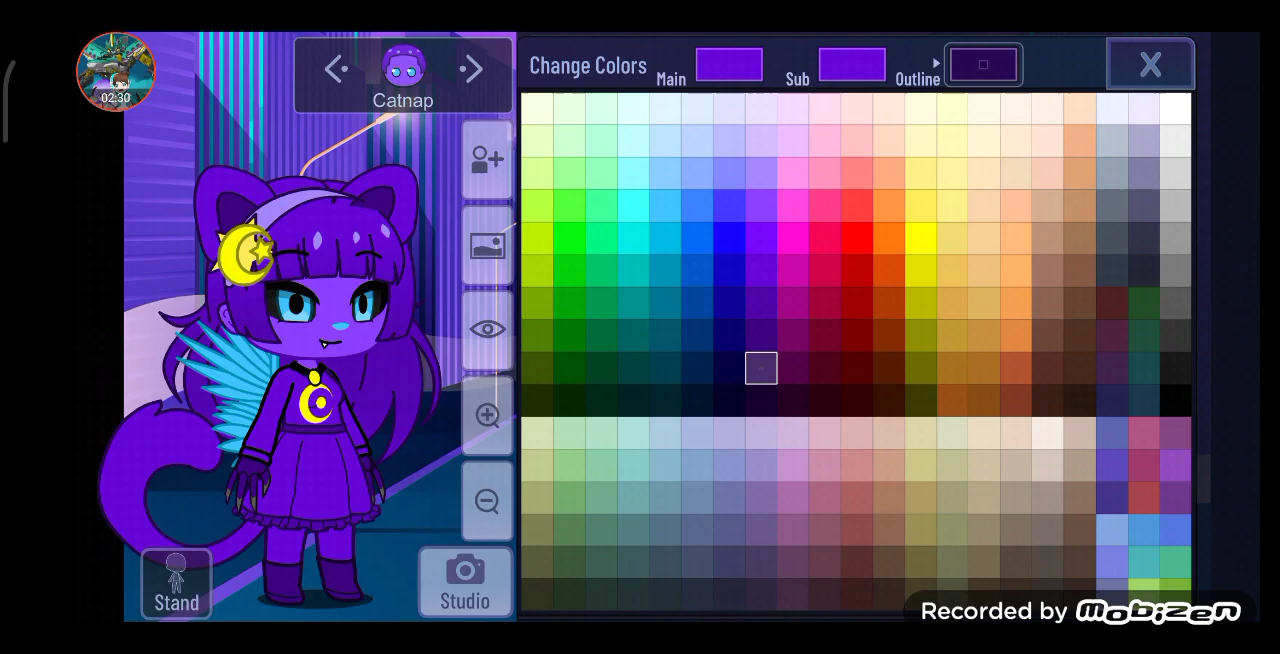 02:30
Catnap
Change Colors
Main
Sub
Outline
X
Stand
Studio
Recorded by mobizen